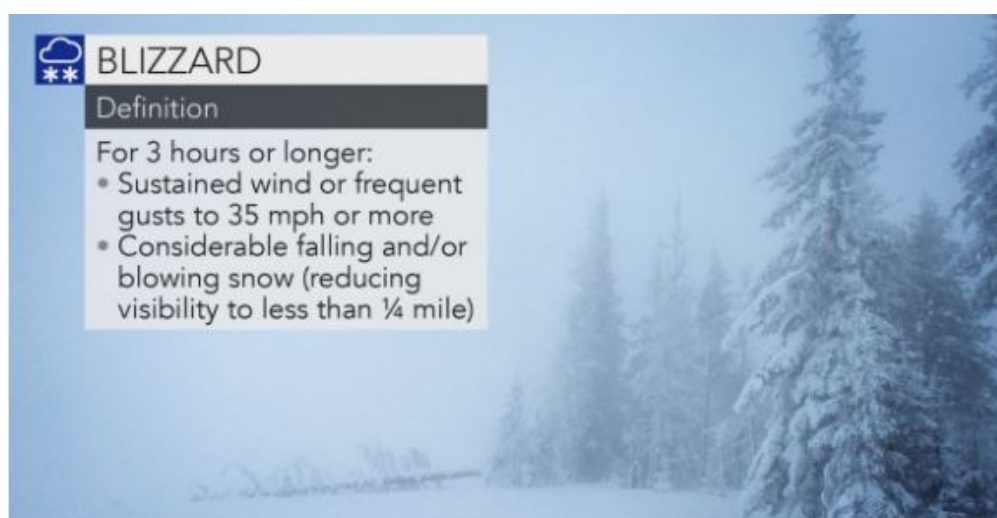 BLIZZARD
Definition
For 3 hours or longer:
• Sustained wind or frequent
gusts to 35 mph or more
• Considerable falling and/or
blowing snow (reducing
visibility to less than ¼ mile)